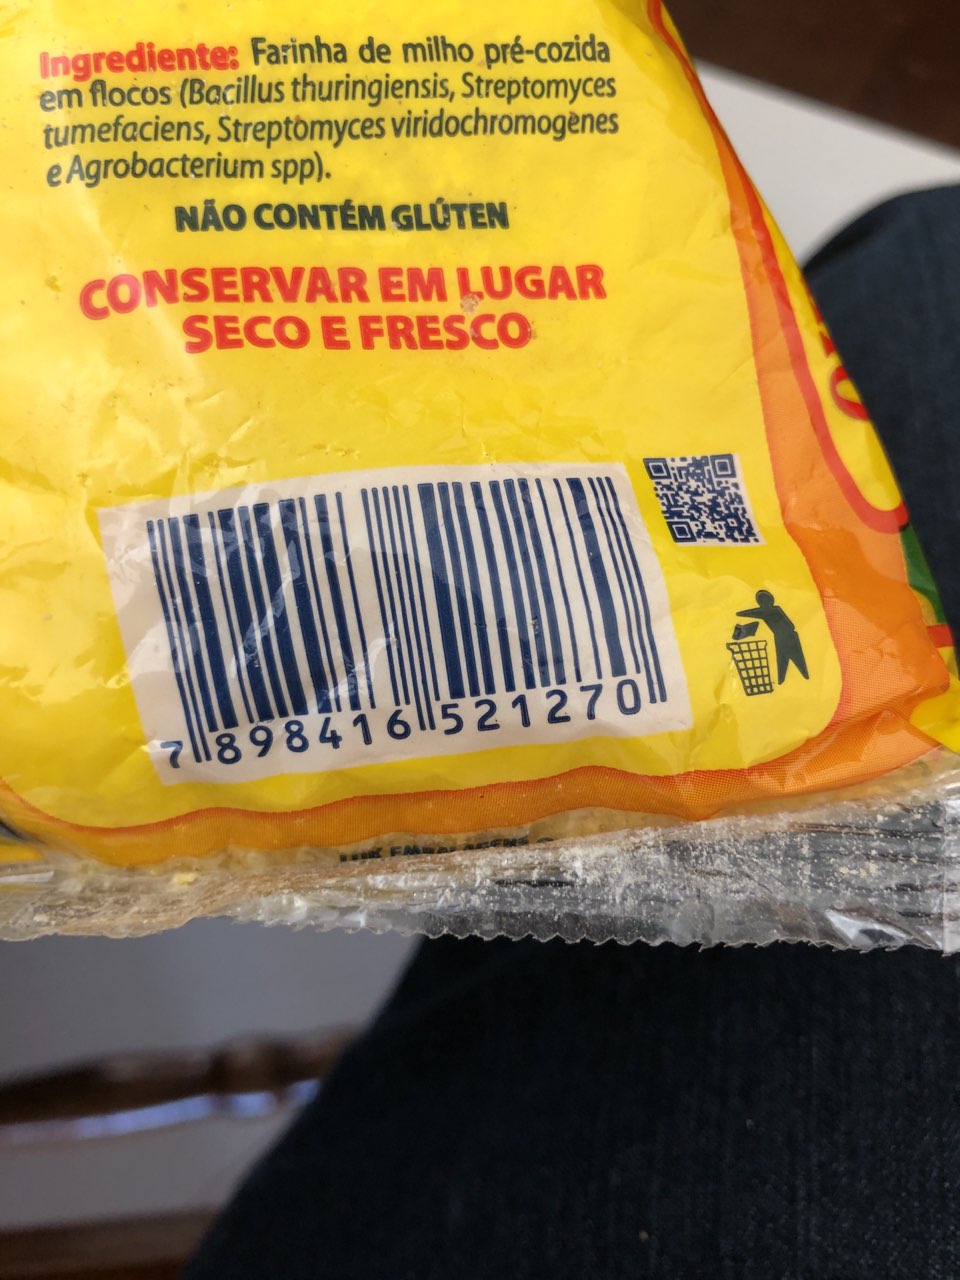 Ingrediente: Farinha de milho pré-cozida
em flocos (Bacillus thuringiensis, Streptomyces
tumefaciens, Streptomyces viridochromogenes
e Agrobacterium spp).
NÃO CONTÉM GLÚTEN
CONSERVAR EM LUGAR
SECO E FRESCO
7 898416 521270
EMBALAGENS